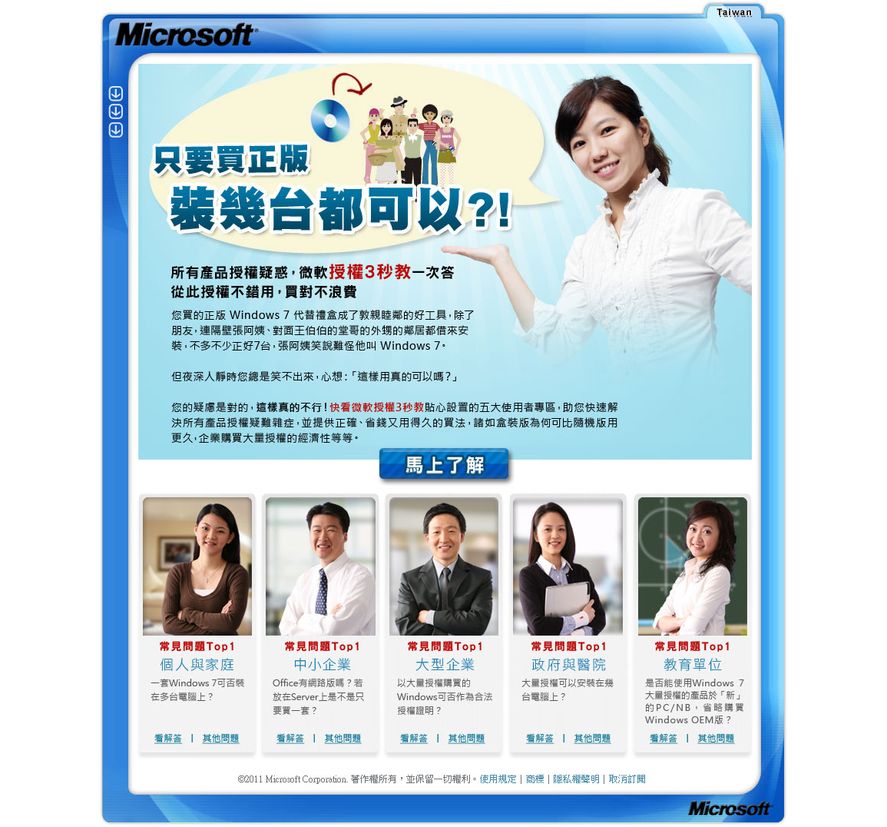 Taiwan
Microsoft
只要買正版
裝幾台都可以?!
所有產品授權疑惑，微軟授權3秒教一次答
從此授權不錯用，買對不浪費
您買的正版 Windows 7 代替禮盒成了敦親睦鄰的好工具，除了
朋友，連隔壁張阿姨、對面王伯伯的堂哥的外甥的鄰居都借來安
裝，不多不少正好7台，張阿姨笑說難怪他叫 Windows 7。
但夜深人靜時您總是笑不出來，心想：「這樣用真的可以嗎？」
您的疑慮是對的，這樣真的不行！快看微軟授權3秒教貼心設置的五大使用者專區，助您快速解
決所有產品授權疑難雜症，並提供正確、省錢又用得久的買法，諸如盒裝版為何可比隨機版用
更久，企業購買大量授權的經濟性等等。
馬上了解
常見問題Top1
個人與家庭
一套Windows 7可否裝
在多台電腦上？
看解答 | 其他問題
常見問題Top1
中小企業
Office有網路版嗎？若
放在Server上是不是只
要買一套？
看解答 | 其他問題
常見問題Top1
大型企業
以大量授權購買的
Windows可否作為合法
授權證明？
看解答 | 其他問題
常見問題Top1
政府與醫院
大量授權可以安裝在幾
台電腦上？
看解答 | 其他問題
常見問題Top1
教育單位
是否能使用Windows 7
大量授權的產品於「新」
的PC/NB，省略購買
Windows OEM版？
看解答 | 其他問題
©2011 Microsoft Corporation. 著作權所有，並保留一切權利。使用規定 | 商標 | 隱私權聲明 | 取消訂閱
Microsoft